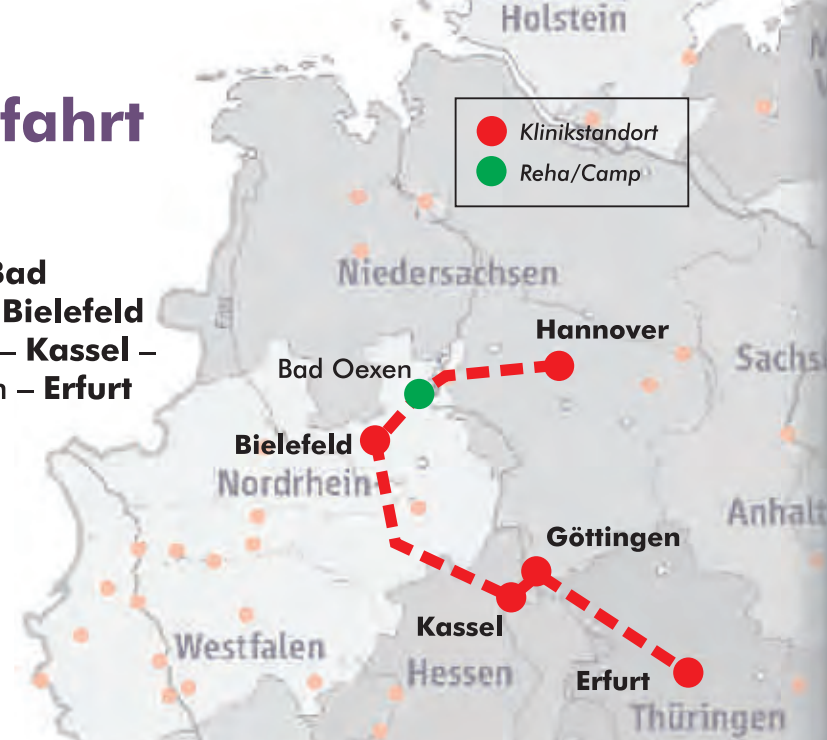 Holstein
fahrt
Klinikstandort
Reha/Camp
Bad
Bielefeld
– Kassel –
n – Erfurt
Niedersachsen
Ems
Hannover
Bad Oexen
Sachs
Bielefeld
Nordrhein-
Anhalt
Göttingen
Kassel
Westfalen
Hessen
Erfurt
Thüringen